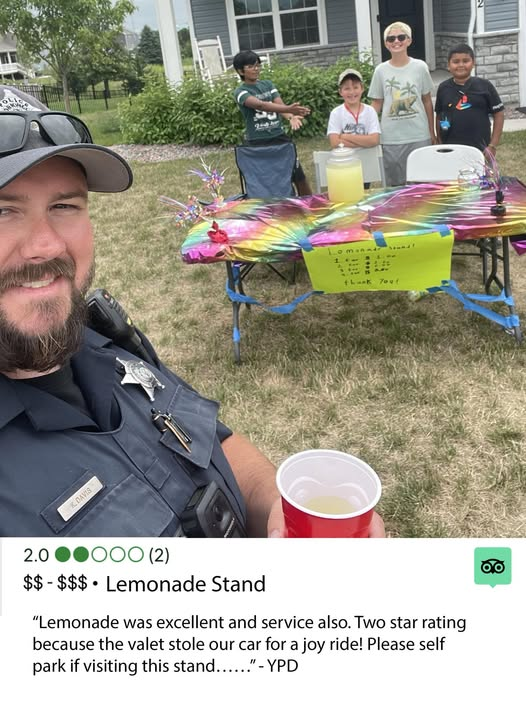 Lemonade Stand!
Thank You!
K. DAVIS
2.0 (2)
$$ - $$$ • Lemonade Stand
“Lemonade was excellent and service also. Two star rating
because the valet stole our car for a joy ride! Please self
park if visiting this stand……” - YPD